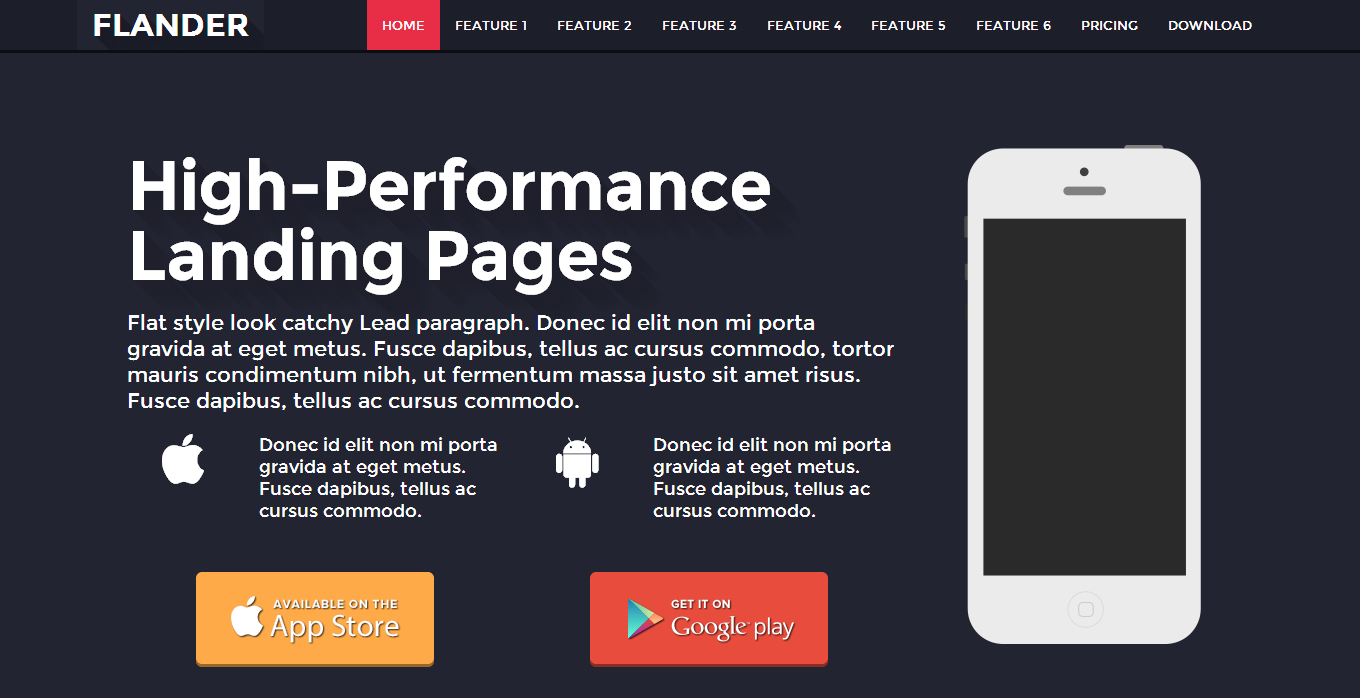 FLANDER
HOME FEATURE 1 FEATURE 2 FEATURE 3 FEATURE 4 FEATURE 5 FEATURE 6 PRICING DOWNLOAD
High-Performance
Landing Pages
Flat style look catchy Lead paragraph. Donec id elit non mi porta
gravida at eget metus. Fusce dapibus, tellus ac cursus commodo, tortor
mauris condimentum nibh, ut fermentum massa justo sit amet risus.
Fusce dapibus, tellus ac cursus commodo.
Donec id elit non mi porta
gravida at eget metus.
Fusce dapibus, tellus ac
cursus commodo.
Donec id elit non mi porta
gravida at eget metus.
Fusce dapibus, tellus ac
cursus commodo.
AVAILABLE ON THE
App Store
GET IT ON
Google play